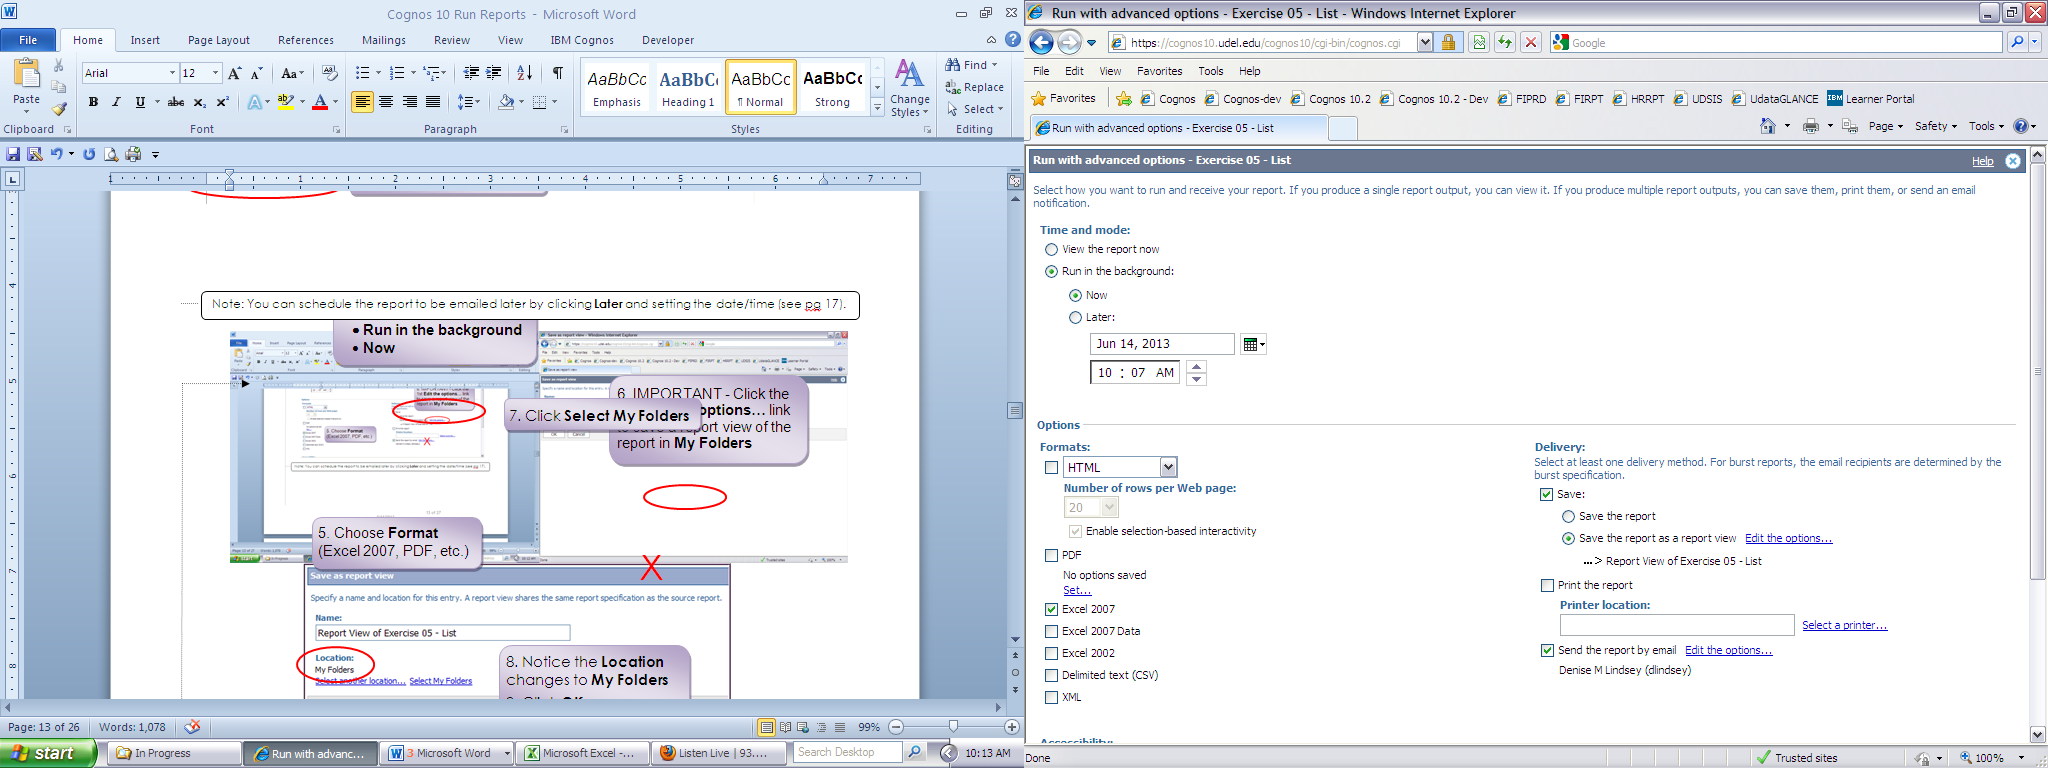 Cognos 10 Run Reports - Microsoft Word
File Home Insert Page Layout References Mailings Review View IBM Cognos Developer
Paste
Clipboard
Arial 12
Font
Paragraph
AaBbCc AaBbC AaBbCc AaBbCc
Emphasis Heading 1 ¶ Normal Strong
Change Styles
Styles
Find
Replace
Select
Editing
1 1 2 3 4 5 6 7
Note: You can schedule the report to be emailed later by clicking Later and setting the date/time (see pg 17).
• Run in the background
• Now
6. IMPORTANT - Click the
options... link
report view of the
report in My Folders
7. Click Select My Folders
5. Choose Format
(Excel 2007, PDF, etc.)
X
Save as report view
Specify a name and location for this entry. A report view shares the same report specification as the source report.
Name:
Report View of Exercise 05 - List
Location:
My Folders
Select another location... Select My Folders
8. Notice the Location
changes to My Folders
Page: 13 of 26 Words: 1,078 99%
start In Progress Run with advanc... 3 Microsoft Word Microsoft Excel -... Listen Live | 93.... Search Desktop 10:13 AM
Run with advanced options - Exercise 05 - List - Windows Internet Explorer
https://cognos10.udel.edu/cognos10/cgi-bin/cognos.cgi Google
File Edit View Favorites Tools Help
Favorites Cognos Cognos-dev Cognos 10.2 Cognos 10.2 - Dev FIPRD FIRPT HRRPT UDSIS UdataGLANCE IBM Learner Portal
Run with advanced options - Exercise 05 - List Page Safety Tools
Run with advanced options - Exercise 05 - List Help
Select how you want to run and receive your report. If you produce a single report output, you can view it. If you produce multiple report outputs, you can save them, print them, or send an email
notification.
Time and mode:
View the report now
Run in the background:
Now
Later:
Jun 14, 2013
10 : 07 AM
Options
Formats:
HTML
Number of rows per Web page:
20
Enable selection-based interactivity
PDF
No options saved
Set...
Excel 2007
Excel 2007 Data
Excel 2002
Delimited text (CSV)
XML
Delivery:
Select at least one delivery method. For burst reports, the email recipients are determined by the
burst specification.
Save:
Save the report
Save the report as a report view Edit the options...
...> Report View of Exercise 05 - List
Print the report
Printer location:
Select a printer...
Send the report by email Edit the options...
Denise M Lindsey (dlindsey)
Done Trusted sites 100%